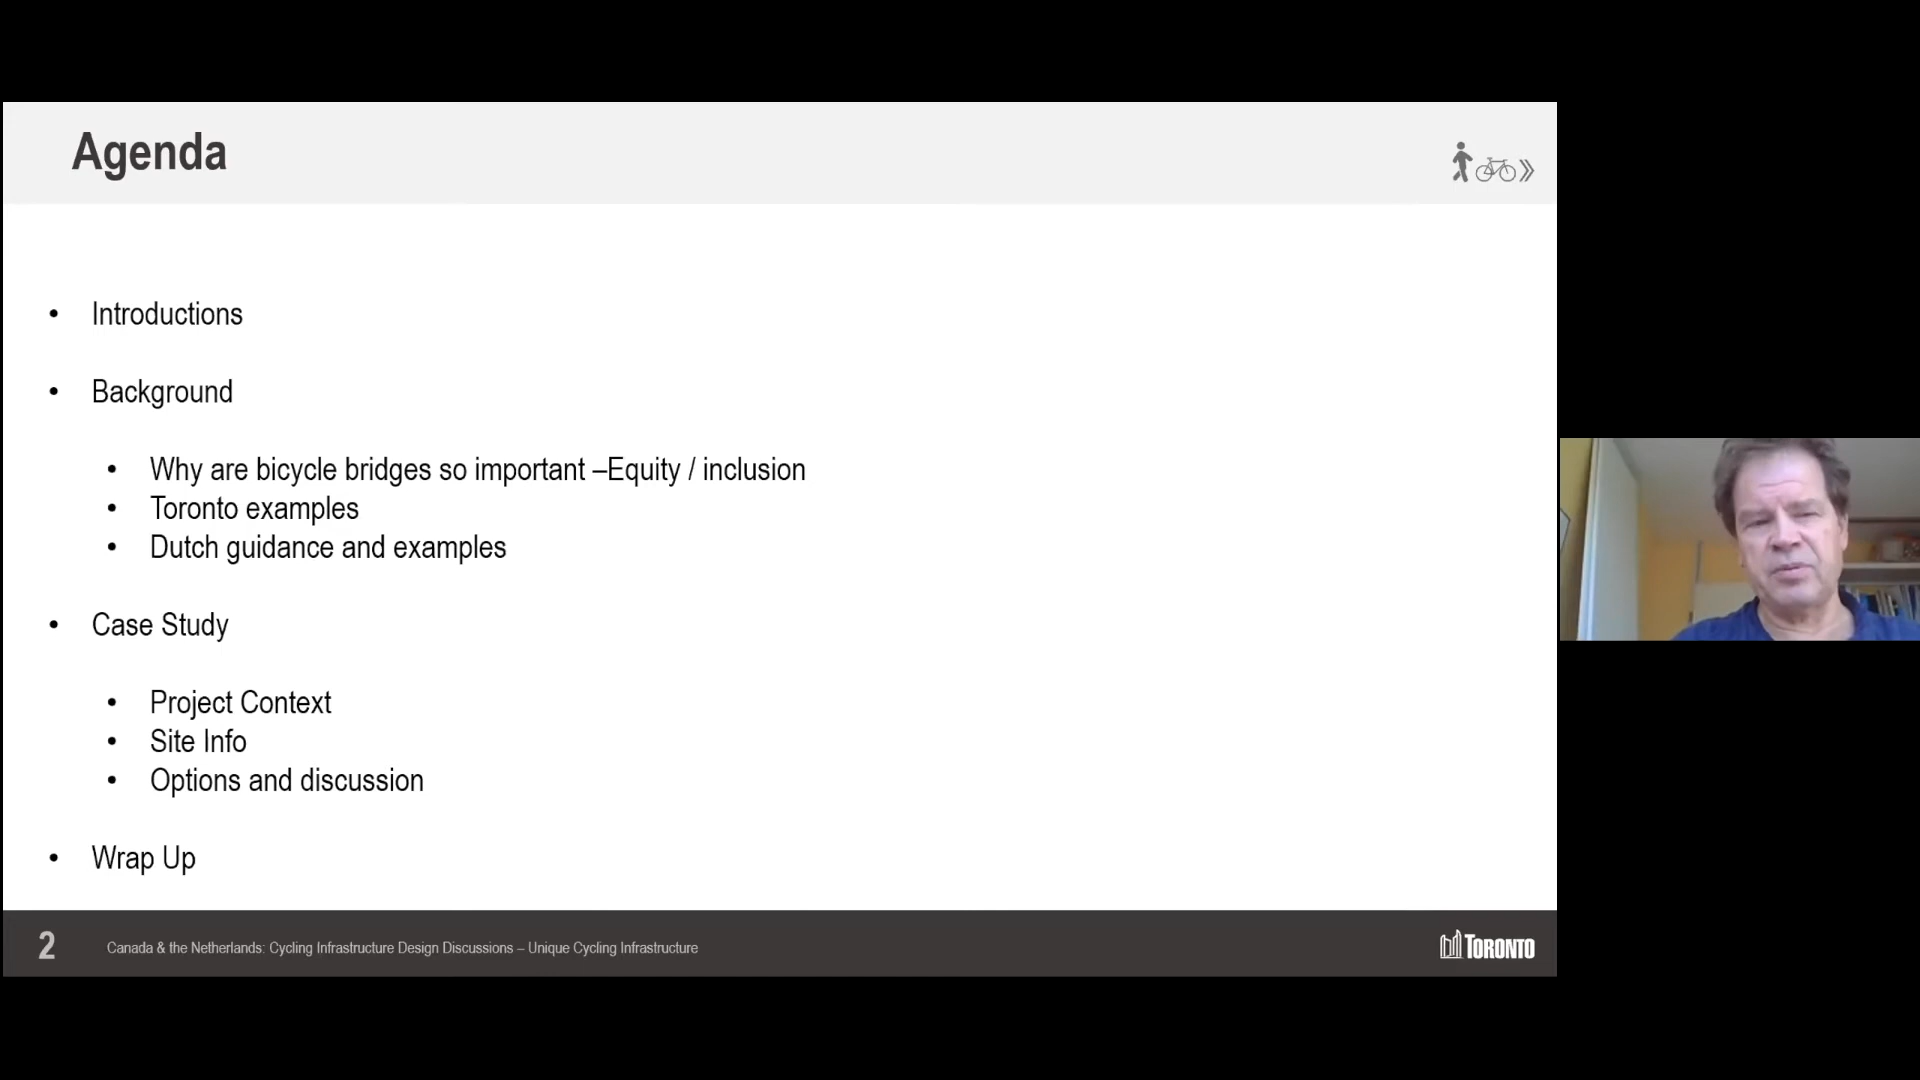 Agenda
• Introductions
• Background
• Why are bicycle bridges so important –Equity / inclusion
• Toronto examples
• Dutch guidance and examples
• Case Study
• Project Context
• Site Info
• Options and discussion
• Wrap Up
2
Canada & the Netherlands: Cycling Infrastructure Design Discussions – Unique Cycling Infrastructure
TORONTO